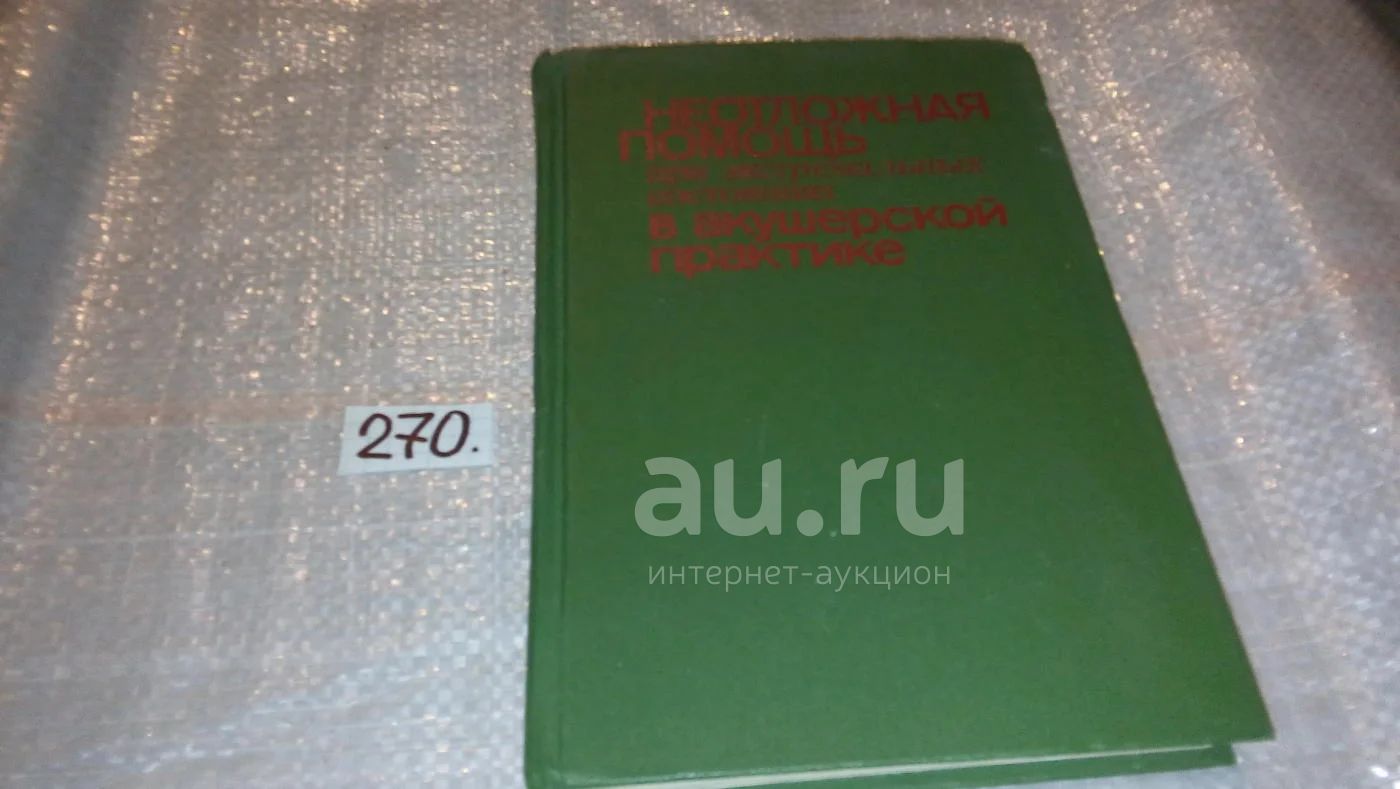 НЕОТЛОЖНАЯ
ПОМОЩЬ
при экстремальных
состояниях
в акушерской
практике
270.
au.ru
интернет-аукцион